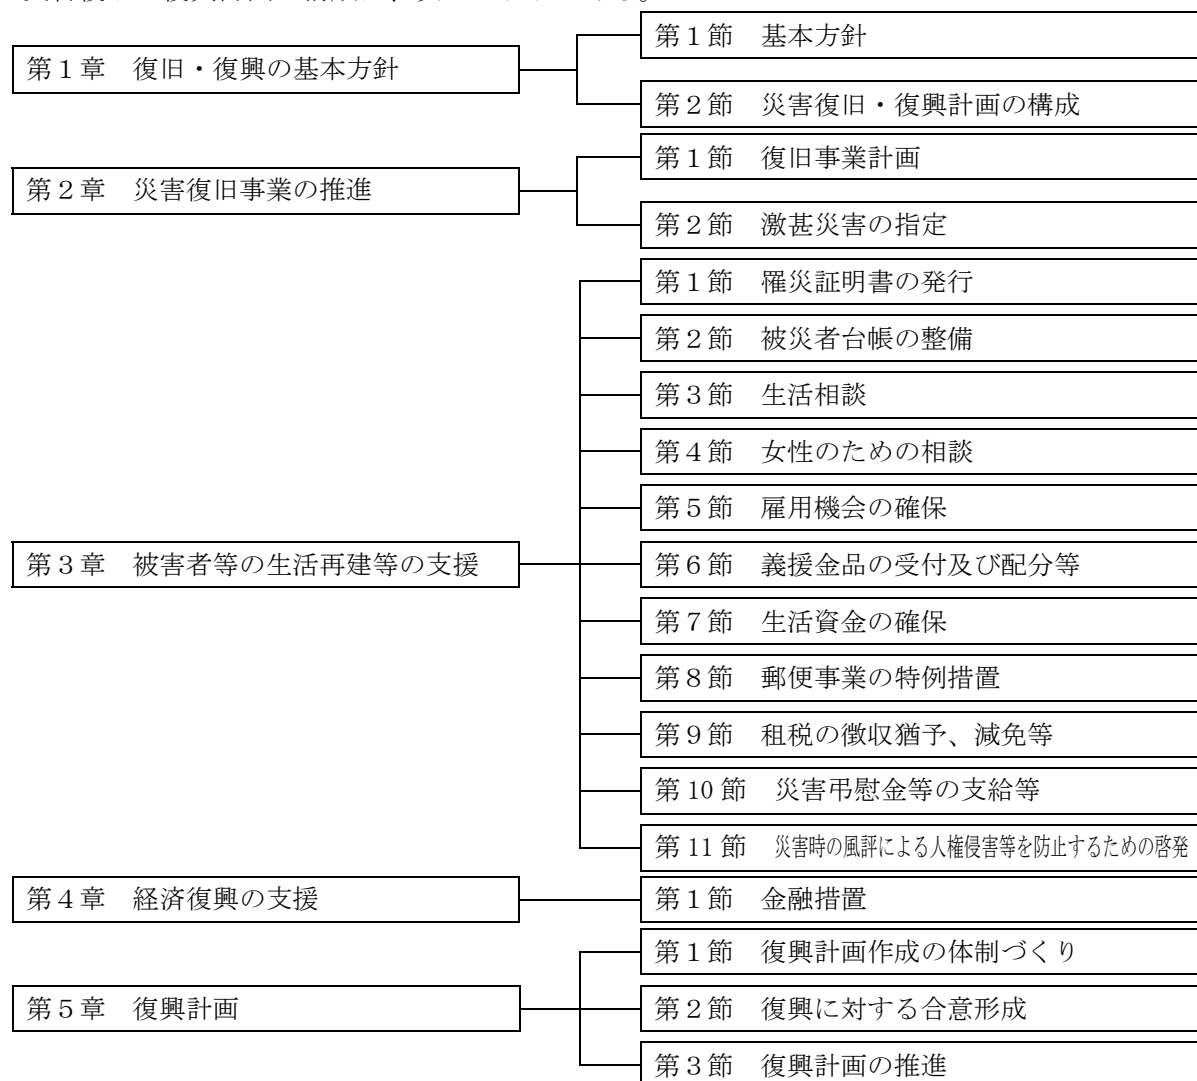 第１章　復旧・復興の基本方針
第１節　基本方針
第２節　災害復旧・復興計画の構成
第２章　災害復旧事業の推進
第１節　復旧事業計画
第２節　激甚災害の指定
第３章　被害者等の生活再建等の支援
第１節　罹災証明書の発行
第２節　被災者台帳の整備
第３節　生活相談
第４節　女性のための相談
第５節　雇用機会の確保
第６節　義援金品の受付及び配分等
第７節　生活資金の確保
第８節　郵便事業の特例措置
第９節　租税の徴収猶予、減免等
第 10 節　災害弔慰金等の支給等
第 11 節　災害時の風評による人権侵害等を防止するための啓発
第４章　経済復興の支援
第１節　金融措置
第５章　復興計画
第１節　復興計画作成の体制づくり
第２節　復興に対する合意形成
第３節　復興計画の推進